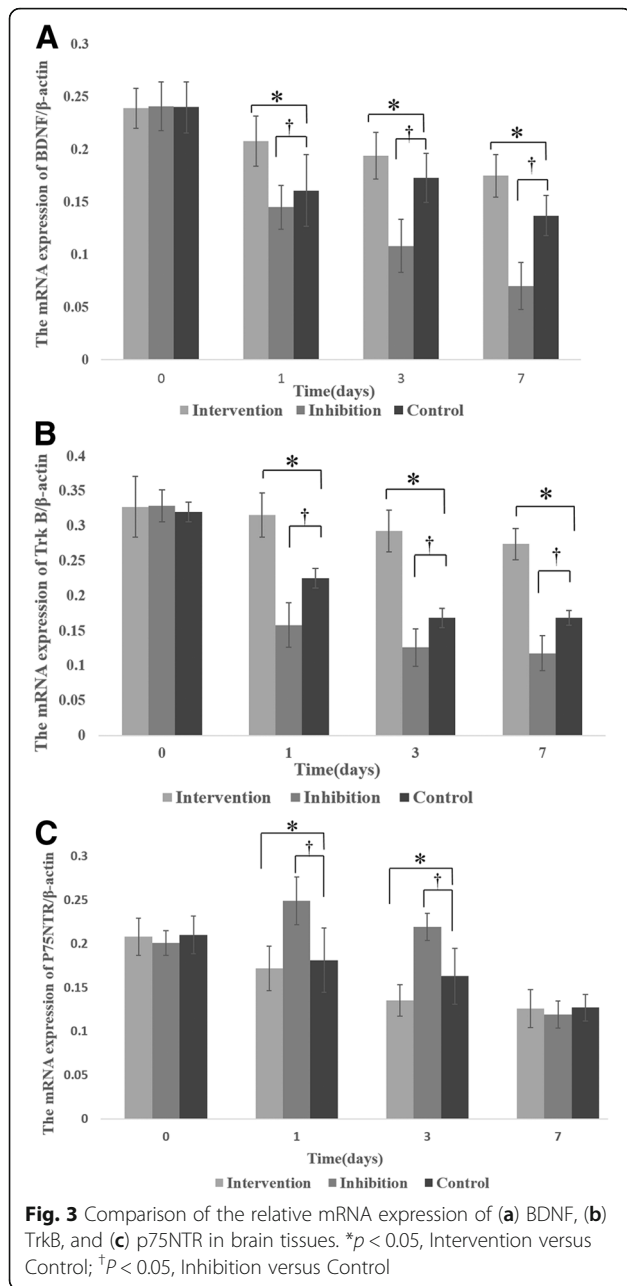 A
The mRNA expression of BDNF/β-actin
0.3
0.25
0.2
0.15
0.1
0.05
0
* † * † * †
0 1 3 7
Time(days)
Intervention Inhibition Control
B
The mRNA expression of Trk B/β-actin
0.4
0.35
0.3
0.25
0.2
0.15
0.1
0.05
0
* † * † * †
0 1 3 7
Time(days)
Intervention Inhibition Control
C
The mRNA expression of P75NTR/β-actin
0.3
0.25
0.2
0.15
0.1
0.05
0
* † * †
0 1 3 7
Time(days)
Intervention Inhibition Control
Fig. 3 Comparison of the relative mRNA expression of (a) BDNF, (b)
TrkB, and (c) p75NTR in brain tissues. *p < 0.05, Intervention versus
Control; †P < 0.05, Inhibition versus Control